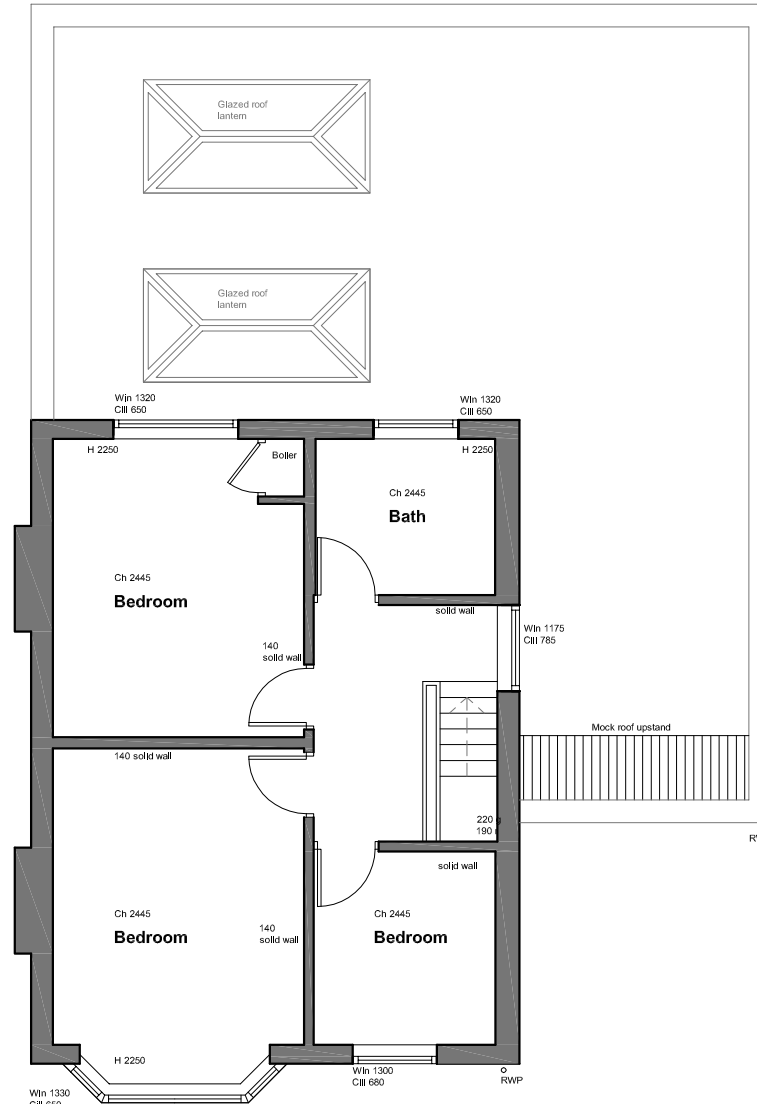 Glazed roof
lantern
Glazed roof
lantern
Win 1320
Cill 650
Win 1320
Cill 650
H 2250
Boiler
H 2250
Ch 2445
Bath
Ch 2445
Bedroom
solid wall
Win 1175
Cill 785
140
solid wall
Mock roof upstand
140 solid wall
220 g
190 r
solid wall
Ch 2445
Bedroom
Ch 2445
Bedroom
140
solid wall
H 2250
Win 1300
Cill 680
RWP
Win 1330
Cill 650